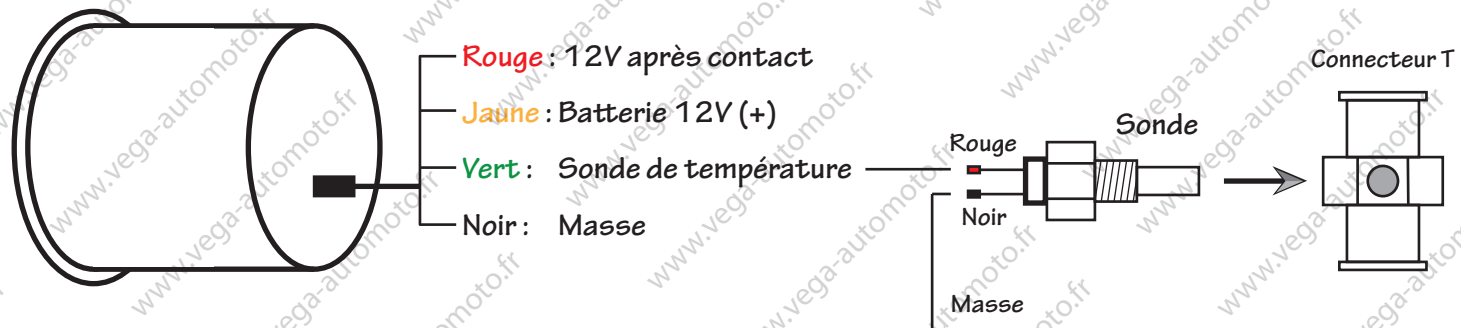 Rouge : 12V après contact
Jaune : Batterie 12V (+)
Vert : Sonde de température
Noir : Masse
Rouge
Noir
Masse
Sonde
Connecteur T
www.vega-automoto.fr